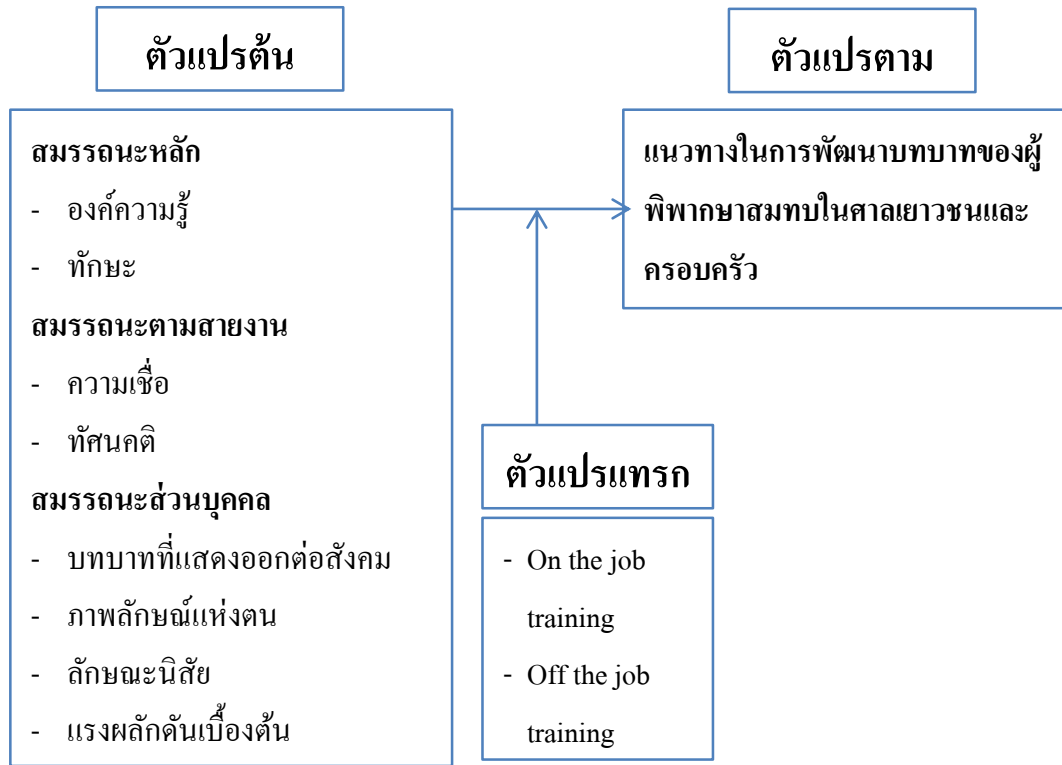 ตัวแปรต้น
สมรรถนะหลัก
- องค์ความรู้
- ทักษะ
สมรรถนะตามสายงาน
- ความเชื่อ
- ทัศนคติ
สมรรถนะส่วนบุคคล
- บทบาทที่แสดงออกต่อสังคม
- ภาพลักษณ์แห่งตน
- ลักษณะนิสัย
- แรงผลักดันเบื้องต้น
ตัวแปรตาม
แนวทางในการพัฒนาบทบาทของผู้
พิพากษาสมทบในศาลเยาวชนและ
ครอบครัว
ตัวแปรแทรก
- On the job
training
- Off the job
training